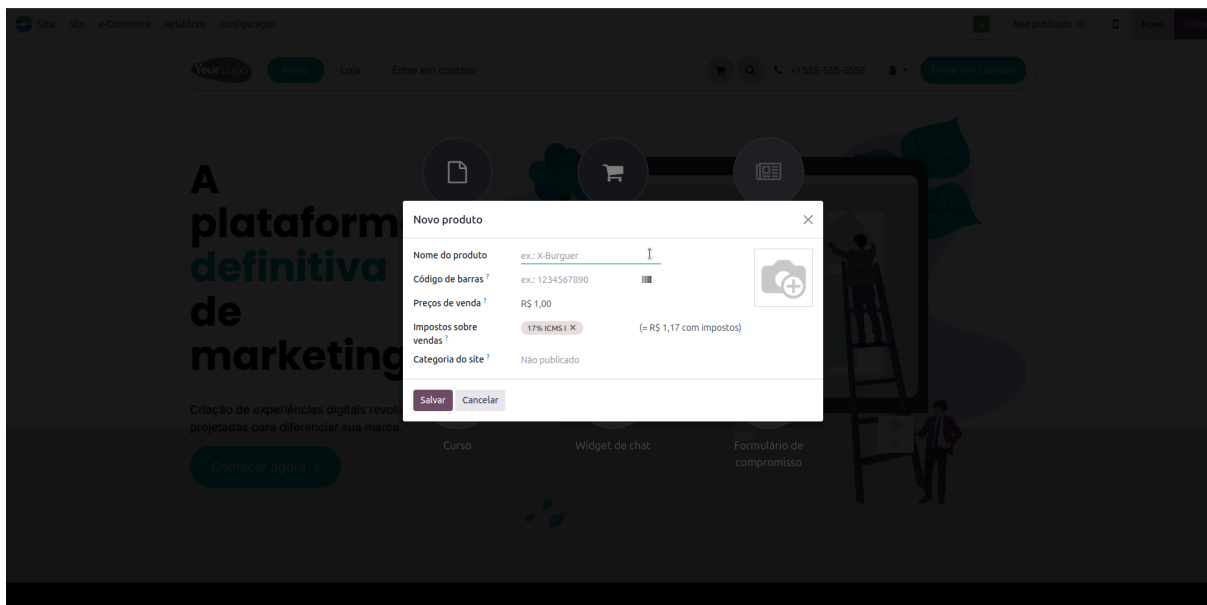 Site Site e-Commerce Relatórios Configuração Não publicado Novo
YourLogo Início Loja Entre em contato +1 555-555-5556 Entre em contato
A
plataform
definitiva
de
marketing
Criação de experiências digitais revolu
projetadas para diferenciar sua marca.
Começar agora >
Novo produto
Nome do produto ex.: X-Burguer
Código de barras ? ex.: 1234567890
Preços de venda ? R$ 1,00
Impostos sobre
vendas ? 17% ICMS I × (= R$ 1,17 com impostos)
Categoria do site ? Não publicado
Salvar Cancelar
Curso Widget de chat Formulário de
compromisso